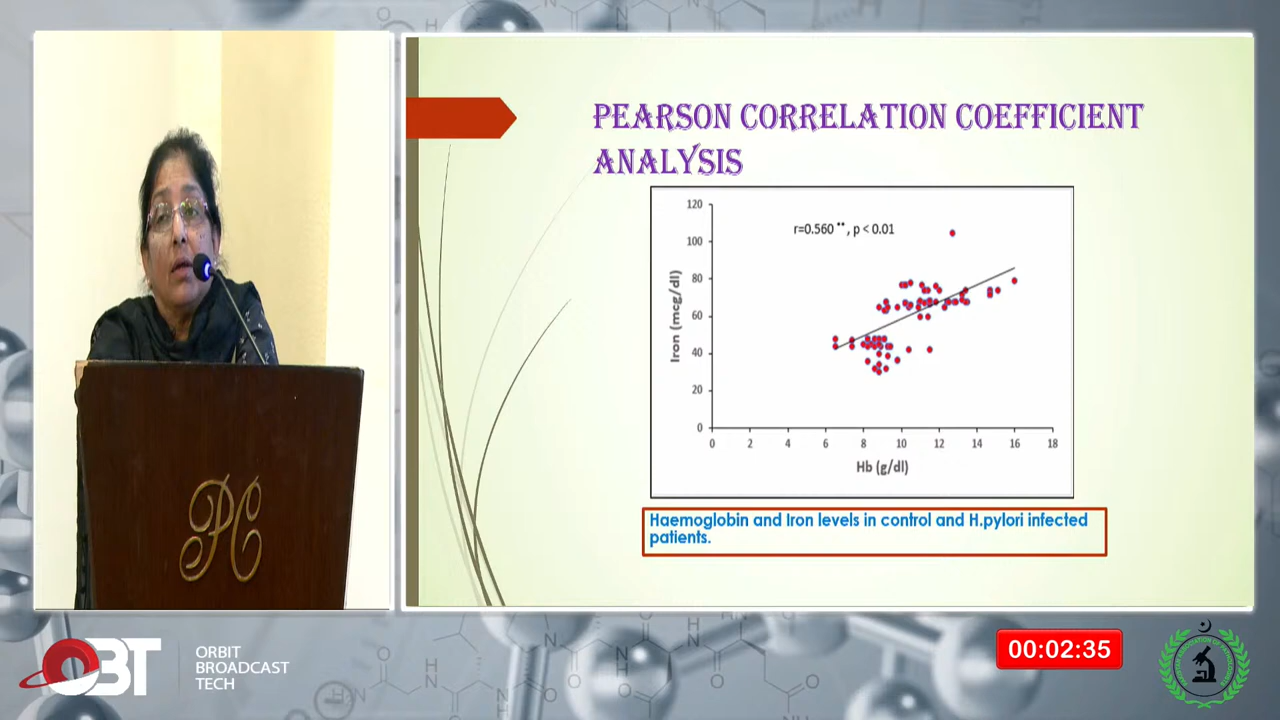 PEARSON CORRELATION COEFFICIENT
ANALYSIS
Iron (mcg/dl)
120
100
80
60
40
20
0
r=0.560 **, p < 0.01
0 2 4 6 8 10 12 14 16 18
Hb (g/dl)
Haemoglobin and Iron levels in control and H.pylori infected
patients.
PC
OBT
ORBIT
BROADCAST
TECH
00:02:35